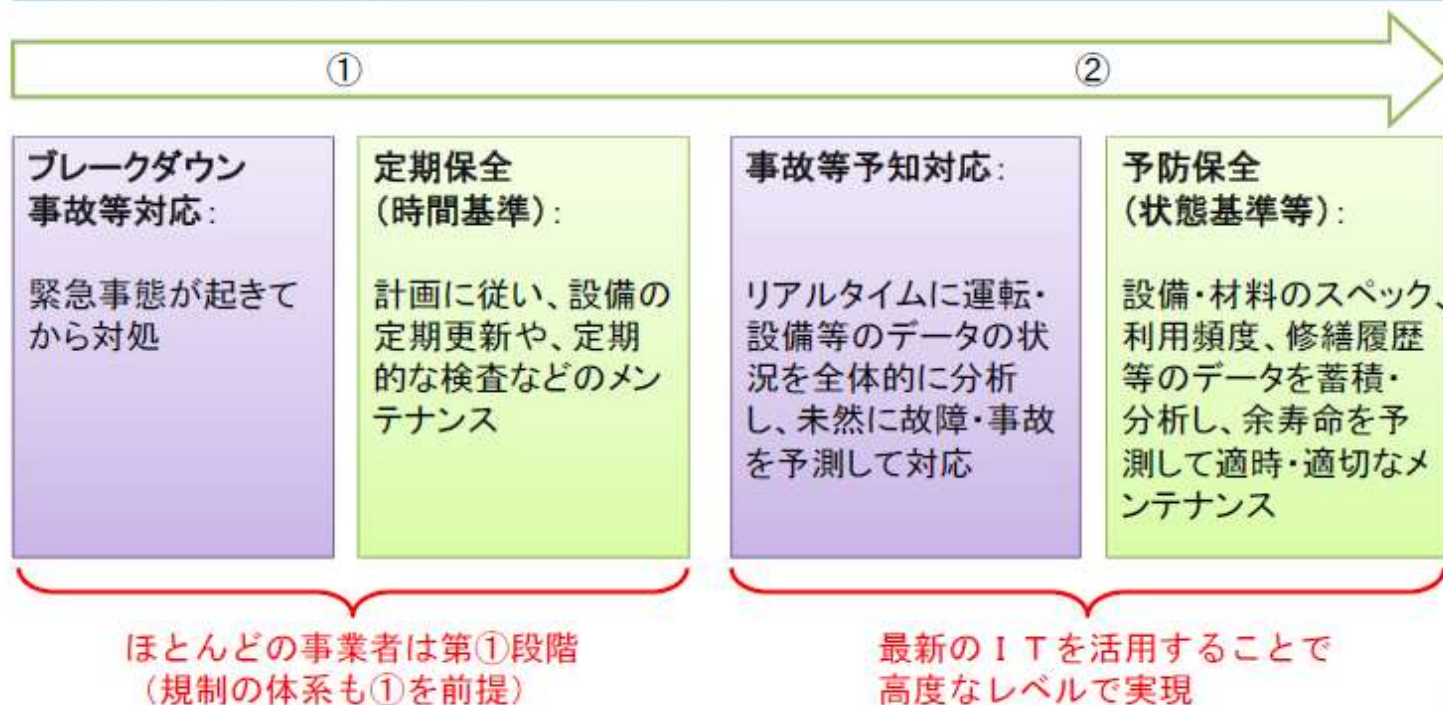 ①
②
ブレークダウン
事故等対応：
緊急事態が起きて
から対処
定期保全
（時間基準）：
計画に従い、設備の
定期更新や、定期
的な検査などのメン
テナンス
事故等予知対応：
リアルタイムに運転・
設備等のデータの状
況を全体的に分析
し、未然に故障・事故
を予測して対応
予防保全
（状態基準等）：
設備・材料のスペック、
利用頻度、修繕履歴
等のデータを蓄積・
分析し、余寿命を予
測して適時・適切なメ
ンテナンス
ほとんどの事業者は第①段階
（規制の体系も①を前提）
最新のＩＴを活用することで
高度なレベルで実現